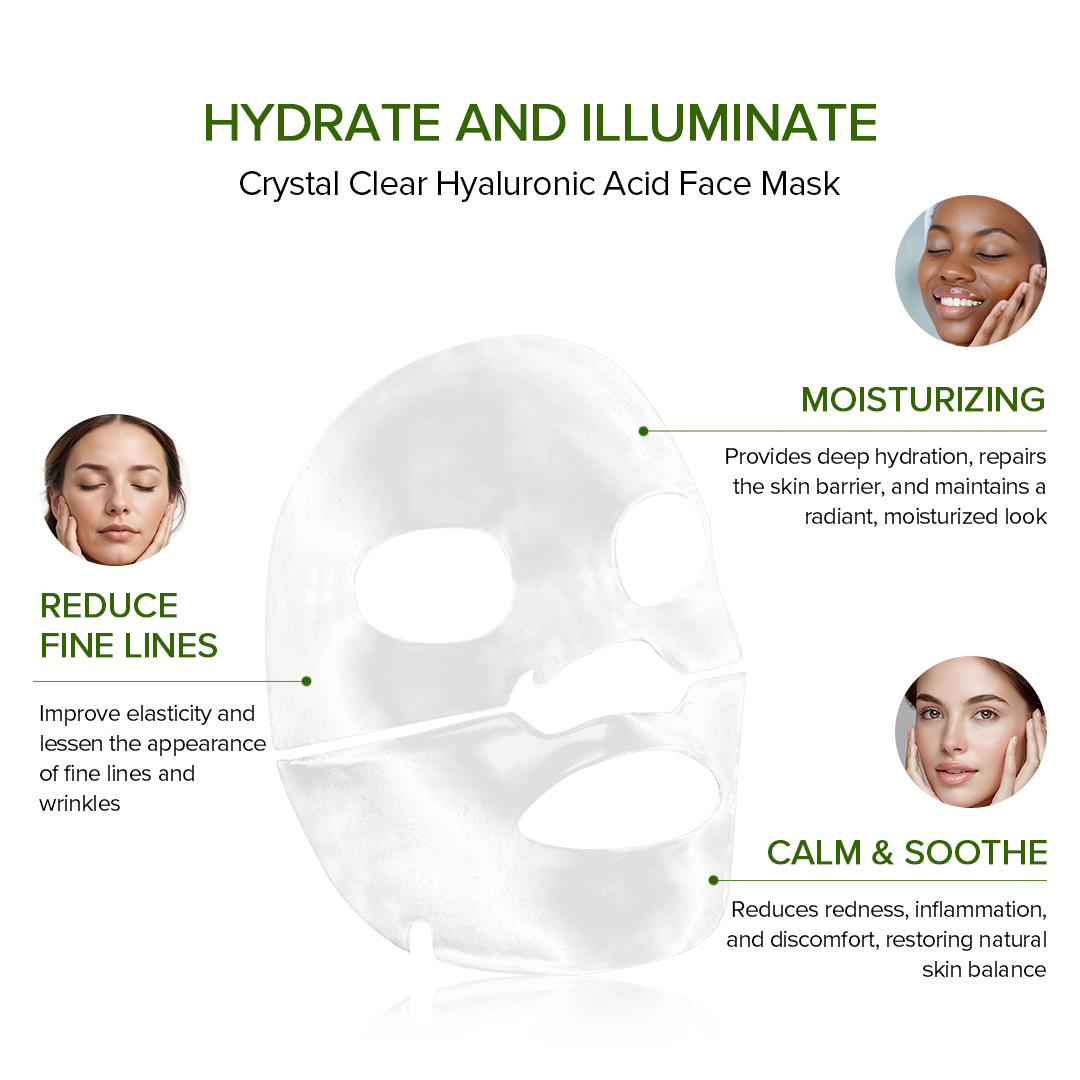 HYDRATE AND ILLUMINATE
Crystal Clear Hyaluronic Acid Face Mask
MOISTURIZING
Provides deep hydration, repairs
the skin barrier, and maintains a
radiant, moisturized look
REDUCE
FINE LINES
Improve elasticity and
lessen the appearance
of fine lines and
wrinkles
CALM & SOOTHE
Reduces redness, inflammation,
and discomfort, restoring natural
skin balance